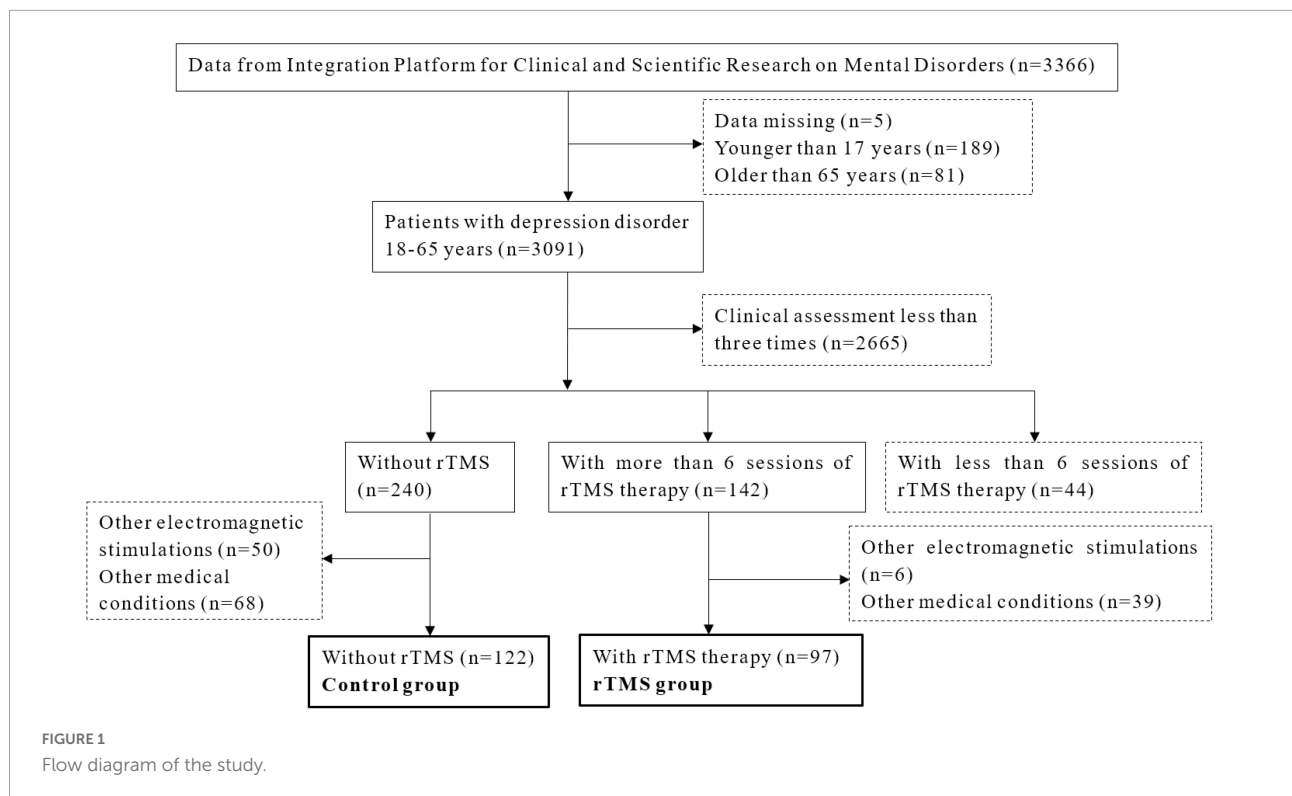 Data from Integration Platform for Clinical and Scientific Research on Mental Disorders (n=3366)
Data missing (n=5)
Younger than 17 years (n=189)
Older than 65 years (n=81)
Patients with depression disorder
18-65 years (n=3091)
Clinical assessment less than
three times (n=2665)
Without rTMS
(n=240)
With more than 6 sessions of
rTMS therapy (n=142)
With less than 6 sessions of
rTMS therapy (n=44)
Other electromagnetic
stimulations (n=50)
Other medical
conditions (n=68)
Other electromagnetic stimulations
(n=6)
Other medical conditions (n=39)
Without rTMS (n=122)
Control group
With rTMS therapy (n=97)
rTMS group
FIGURE 1
Flow diagram of the study.